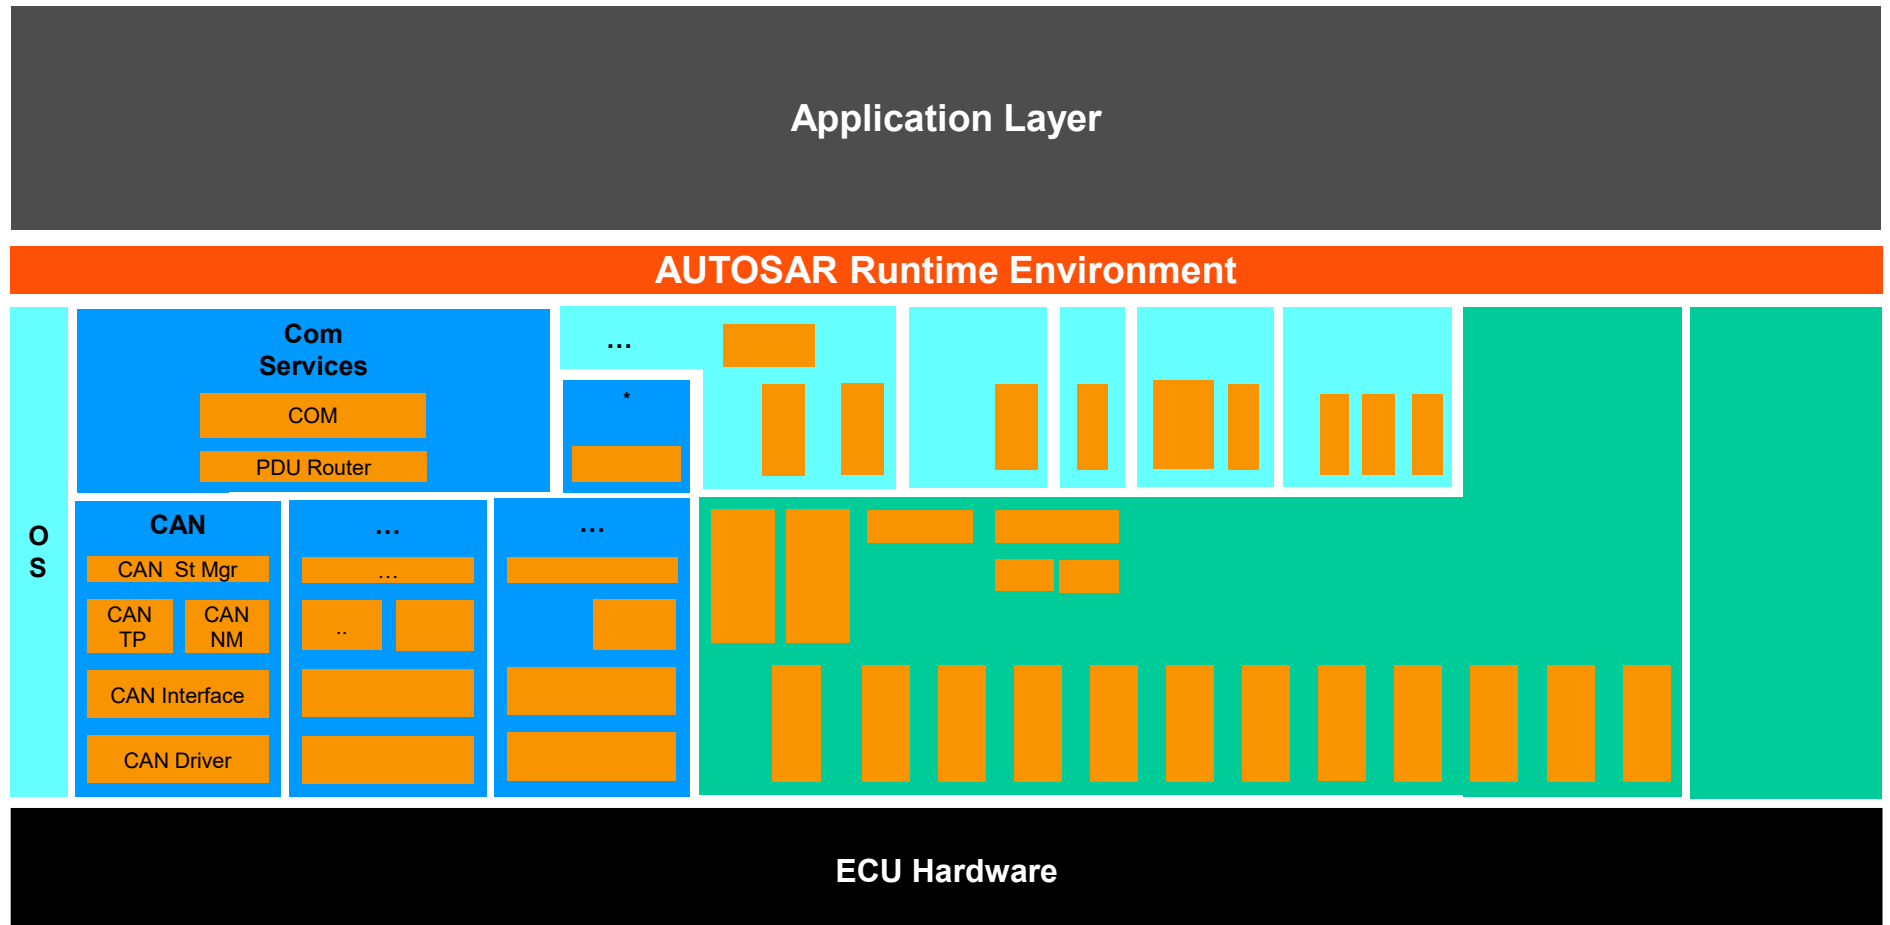 Application Layer
AUTOSAR Runtime Environment
O
S
Com
Services
COM
PDU Router
…
*
CAN
CAN  St Mgr
CAN
TP
CAN
NM
CAN Interface
CAN Driver
…
…
..
…
ECU Hardware